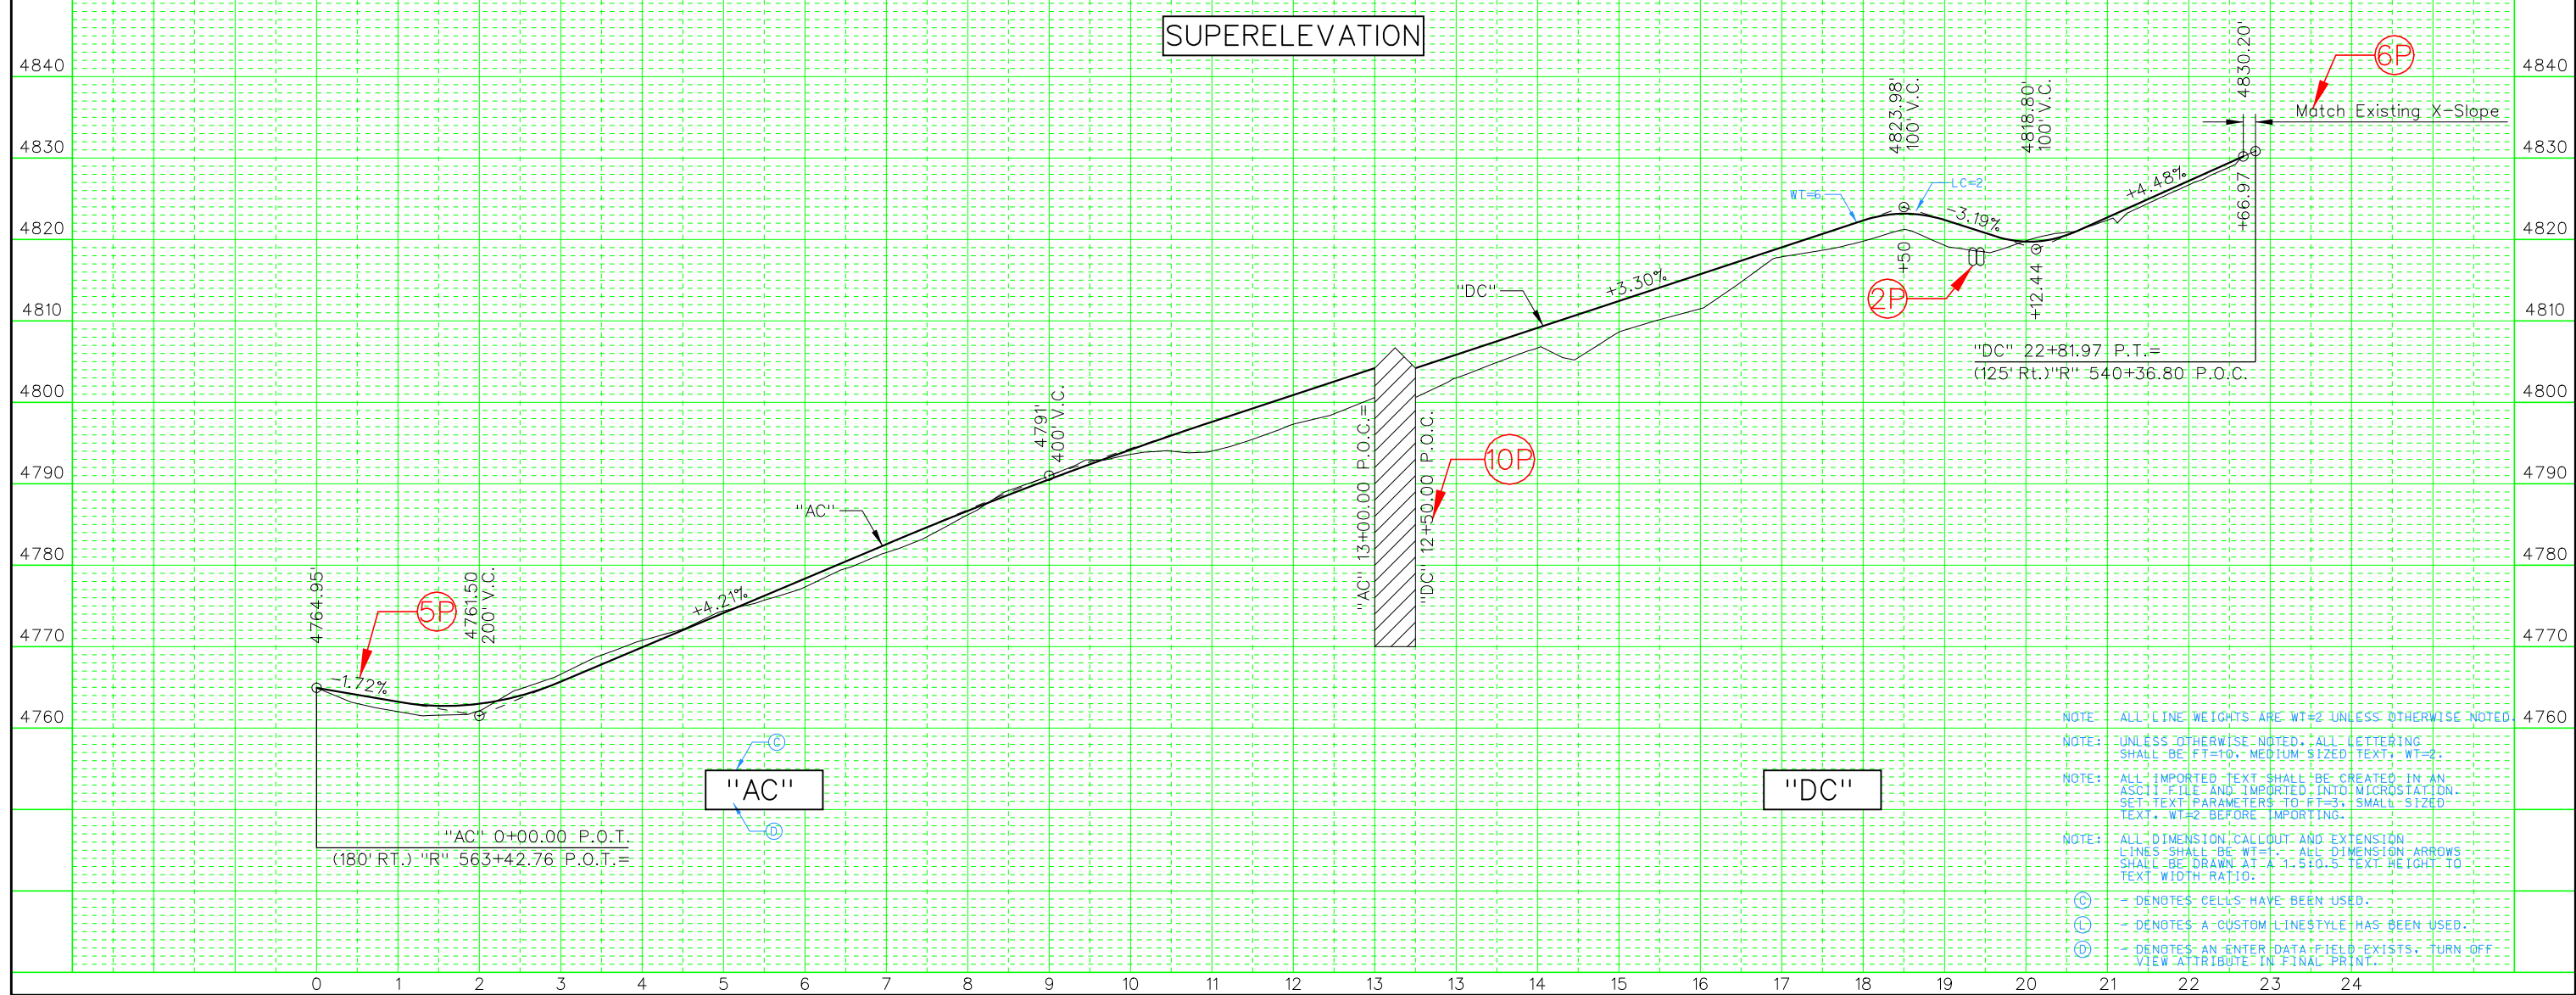 SUPERELEVATION
4840
4830
4820
4810
4800
4790
4780
4770
4760
4840
4830
4820
4810
4800
4790
4780
4770
4760
4764.95'
5P
-1.72%
4761.50
200' V.C.
+4.21%
"AC"
4791'
400' V.C.
"AC" 13+00.00 P.O.C.=
"DC" 12+50.00 P.O.C.
10P
"DC"
+3.30%
WT=6
LC=2
4823.98'
100' V.C.
+50
-3.19%
2P
4818.80'
100' V.C.
+12.44
+4.48%
4830.20'
+66.97
6P
Match Existing X-Slope
"DC" 22+81.97 P.T.=
(125' Rt.)"R" 540+36.80 P.O.C.
C
"AC"
D
"DC"
"AC" 0+00.00 P.O.T.
(180' RT.) "R" 563+42.76 P.O.T.=
NOTE ALL LINE WEIGHTS ARE WT=2 UNLESS OTHERWISE NOTED.
NOTE: UNLESS OTHERWISE NOTED, ALL LETTERING
SHALL BE FT=10, MEDIUM SIZED TEXT, WT=2.
NOTE: ALL IMPORTED TEXT SHALL BE CREATED IN AN
ASCII FILE AND IMPORTED INTO MICROSTATION.
SET TEXT PARAMETERS TO FT=3, SMALL SIZED
TEXT, WT=2 BEFORE IMPORTING.
NOTE: ALL DIMENSION CALLOUT AND EXTENSION
LINES SHALL BE WT=1. ALL DIMENSION ARROWS
SHALL BE DRAWN AT A 1.5:0.5 TEXT HEIGHT TO
TEXT WIDTH RATIO.
C - DENOTES CELLS HAVE BEEN USED.
L - DENOTES A CUSTOM LINESTYLE HAS BEEN USED.
D - DENOTES AN ENTER DATA FIELD EXISTS, TURN OFF
VIEW ATTRIBUTE IN FINAL PRINT.
0 1 2 3 4 5 6 7 8 9 10 11 12 13 13 14 15 16 17 18 19 20 21 22 23 24